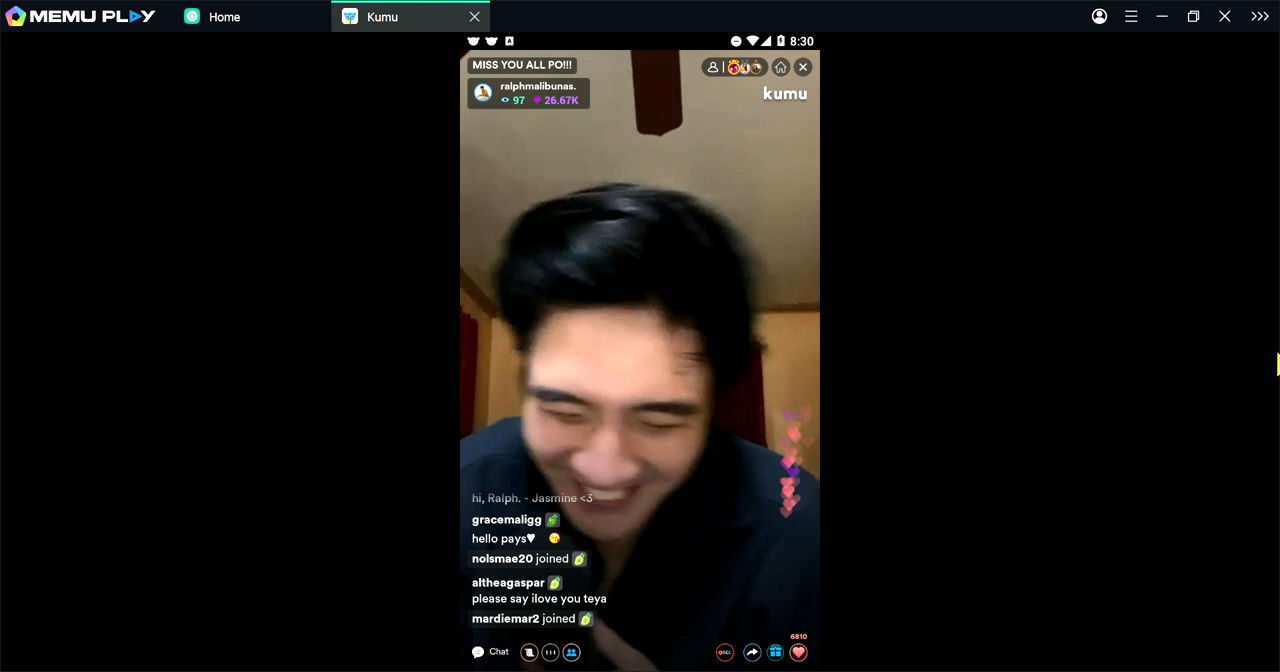 MEMU PLAY
Home
Kumu
8:30
MISS YOU ALL PO!!!
ralphmalibunas.
97
26.67K
kumu
hi, Ralph. - Jasmine <3
gracemaligg
hello pays♥ 😘
nolsmae20 joined
altheagaspar
please say ilove you teya
mardiemar2 joined
6810
Chat
REC